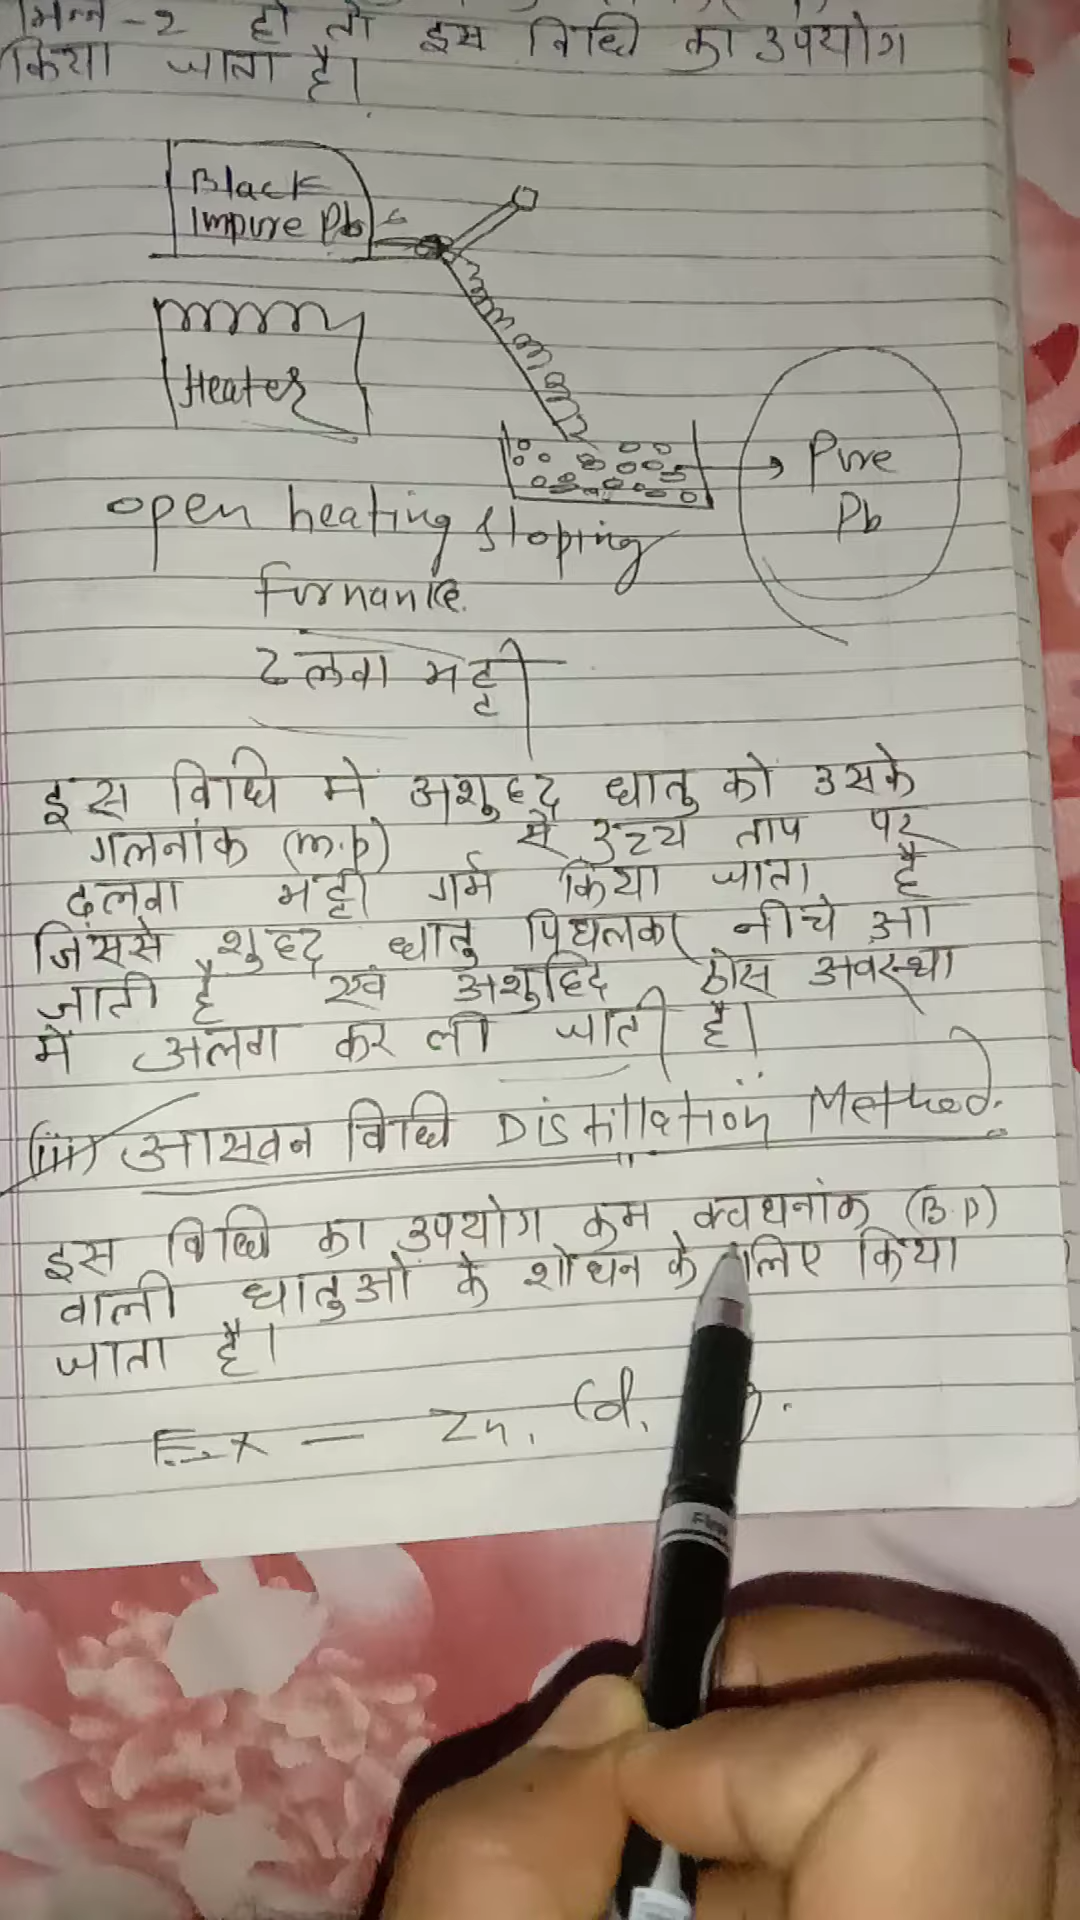 भिन्न-२ हो तो इस विधि का उपयोग
किया जाता है।
Black
Impure Pb
Heater
Pure
Pb
open heating sloping
Furnance
ढलवा भट्टी
इस विधि मे अशुद्द धातु को उसके
गलनांक (m.p) से उच्य ताप पर
ढलवा भट्टी गर्म किया जाता है
जिससे शुद्द धातु पिघलकर नीचे आ
जाती है एवं अशुद्दि ठोस अवस्था
में अलग कर ली जाती है।
(iii) आसवन विधि Distillation Method.
इस विधि का उपयोग कम क्वथनांक (B.P)
वाली धातुओं के शोधन के लिए किया
जाता है।
Ex — Zn, Cd,
Flex